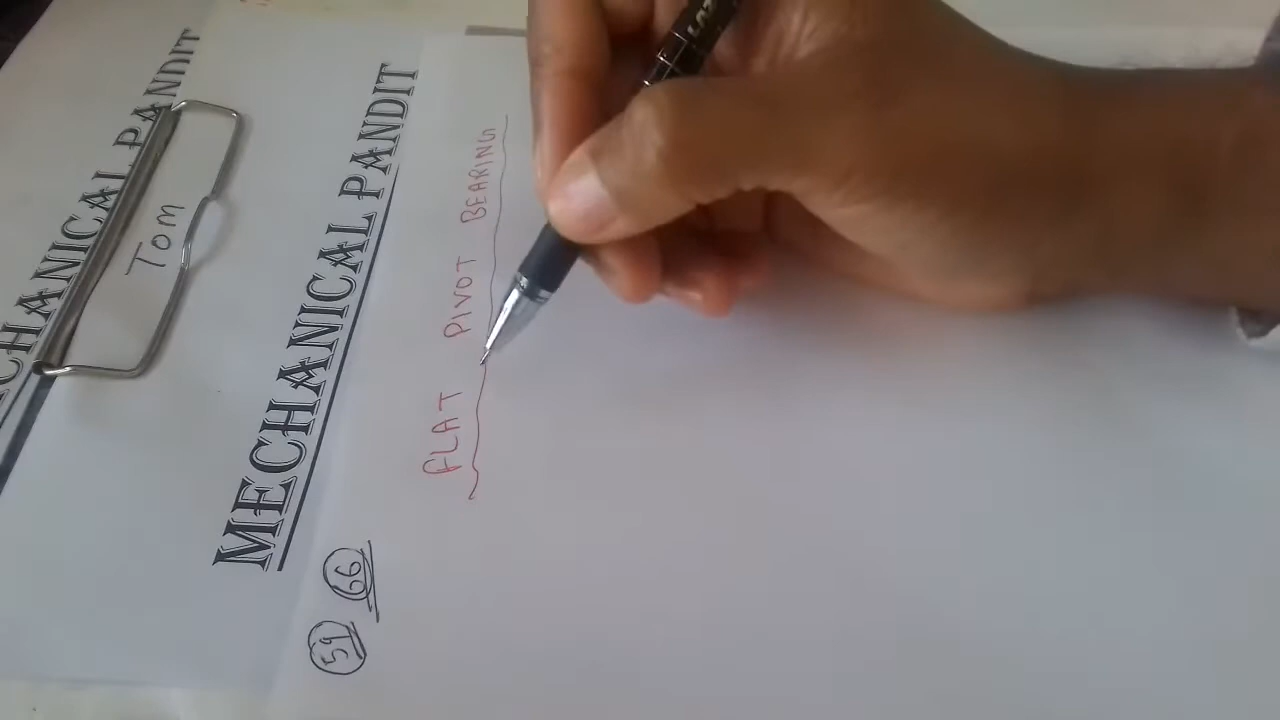 MECHANICAL PANDIT
TOM
MECHANICAL PANDIT
59 66
FLAT PIVOT BEARING